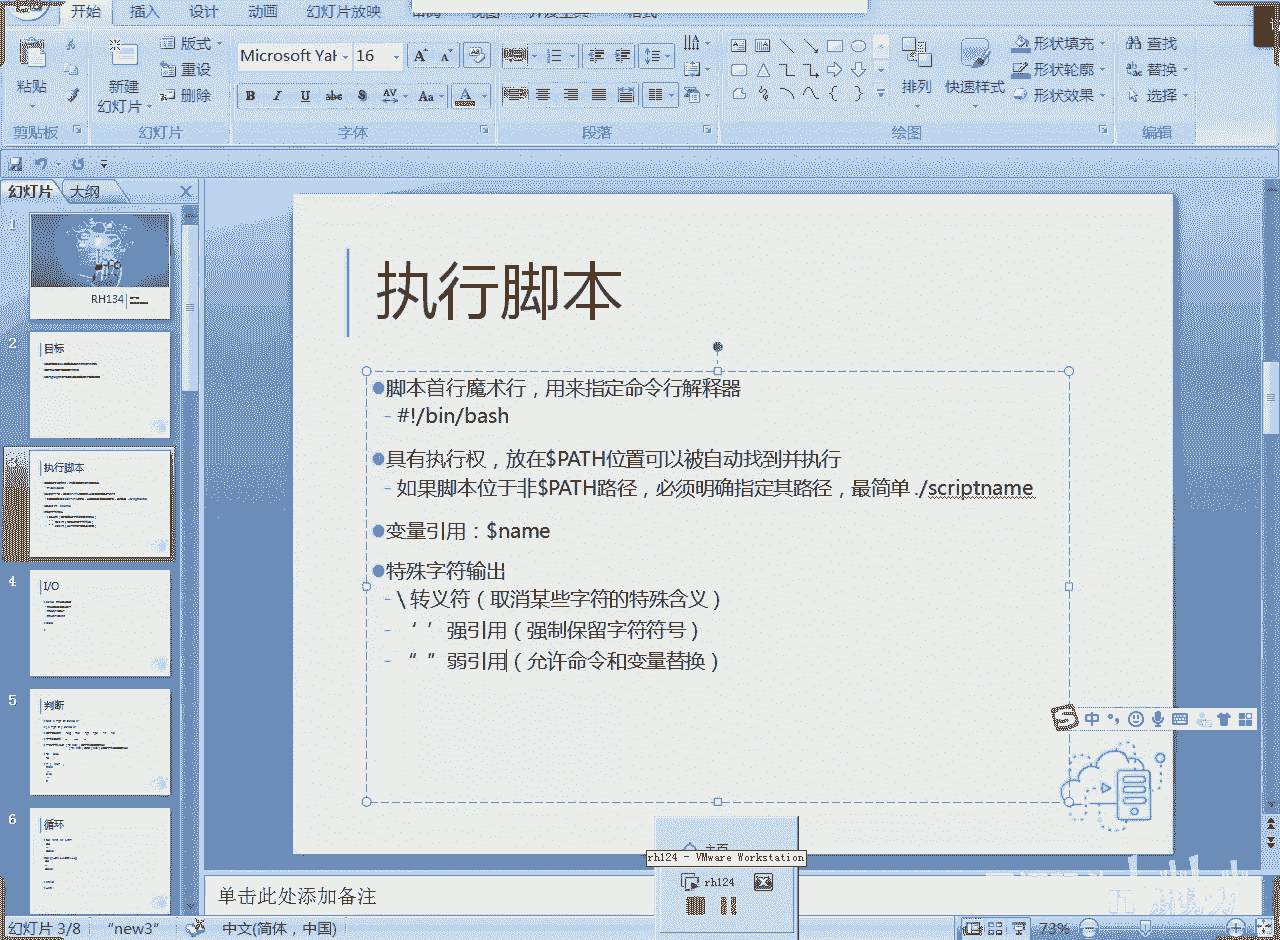 开始 插入 设计 动画 幻灯片放映
粘贴
新建
幻灯片
版式
重设
删除
Microsoft Yal 16
排列
快速样式
形状填充
形状轮廓
形状效果
查找
替换
选择
剪贴板 幻灯片 字体 段落 绘图 编辑
幻灯片 大纲
1
RH134
2
目标
执行脚本
4
I/O
5
判断
6
循环
执行脚本
脚本首行魔术行，用来指定命令行解释器
- #!/bin/bash
具有执行权，放在$PATH位置可以被自动找到并执行
- 如果脚本位于非$PATH路径，必须明确指定其路径，最简单 ./scriptname
变量引用：$name
特殊字符输出
- \ 转义符（取消某些字符的特殊含义）
- ‘ ’ 强引用（强制保留字符符号）
- “ ” 弱引用（允许命令和变量替换）
中
主页
rh124 - VMware Workstation
rh124
单击此处添加备注
幻灯片 3/8 "new3" 中文(简体，中国) 73%